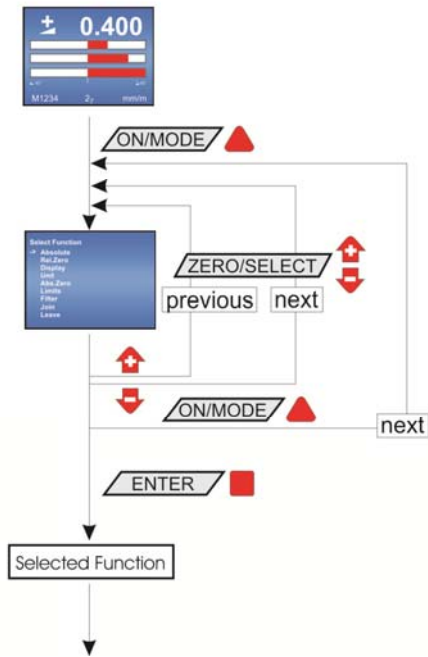 ± 0.400
M1234 2₇ mm/m
ON/MODE
Select Function
Absolute
Rel.Zero
Display
Unit
Abs.Zero
Limits
Filter
Join
Leave
ZERO/SELECT
previous
next
ON/MODE
next
ENTER
Selected Function